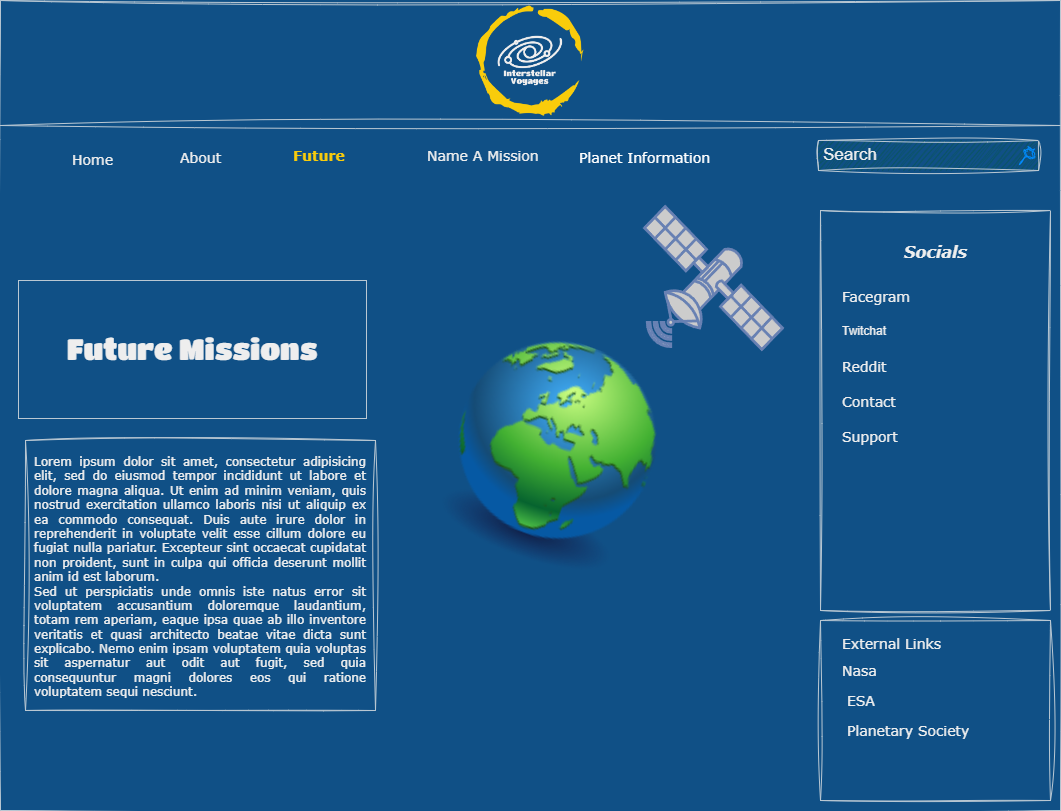 Interstellar
Voyages
Home
About
Future
Name A Mission
Planet Information
Search
Future Missions
Lorem ipsum dolor sit amet, consectetur adipisicing
elit, sed do eiusmod tempor incididunt ut labore et
dolore magna aliqua. Ut enim ad minim veniam, quis
nostrud exercitation ullamco laboris nisi ut aliquip ex
ea commodo consequat. Duis aute irure dolor in
reprehenderit in voluptate velit esse cillum dolore eu
fugiat nulla pariatur. Excepteur sint occaecat cupidatat
non proident, sunt in culpa qui officia deserunt mollit
anim id est laborum.
Sed ut perspiciatis unde omnis iste natus error sit
voluptatem accusantium doloremque laudantium,
totam rem aperiam, eaque ipsa quae ab illo inventore
veritatis et quasi architecto beatae vitae dicta sunt
explicabo. Nemo enim ipsam voluptatem quia voluptas
sit aspernatur aut odit aut fugit, sed quia
consequuntur magni dolores eos qui ratione
voluptatem sequi nesciunt.
Socials
Facegram
Twitchat
Reddit
Contact
Support
External Links
Nasa
ESA
Planetary Society